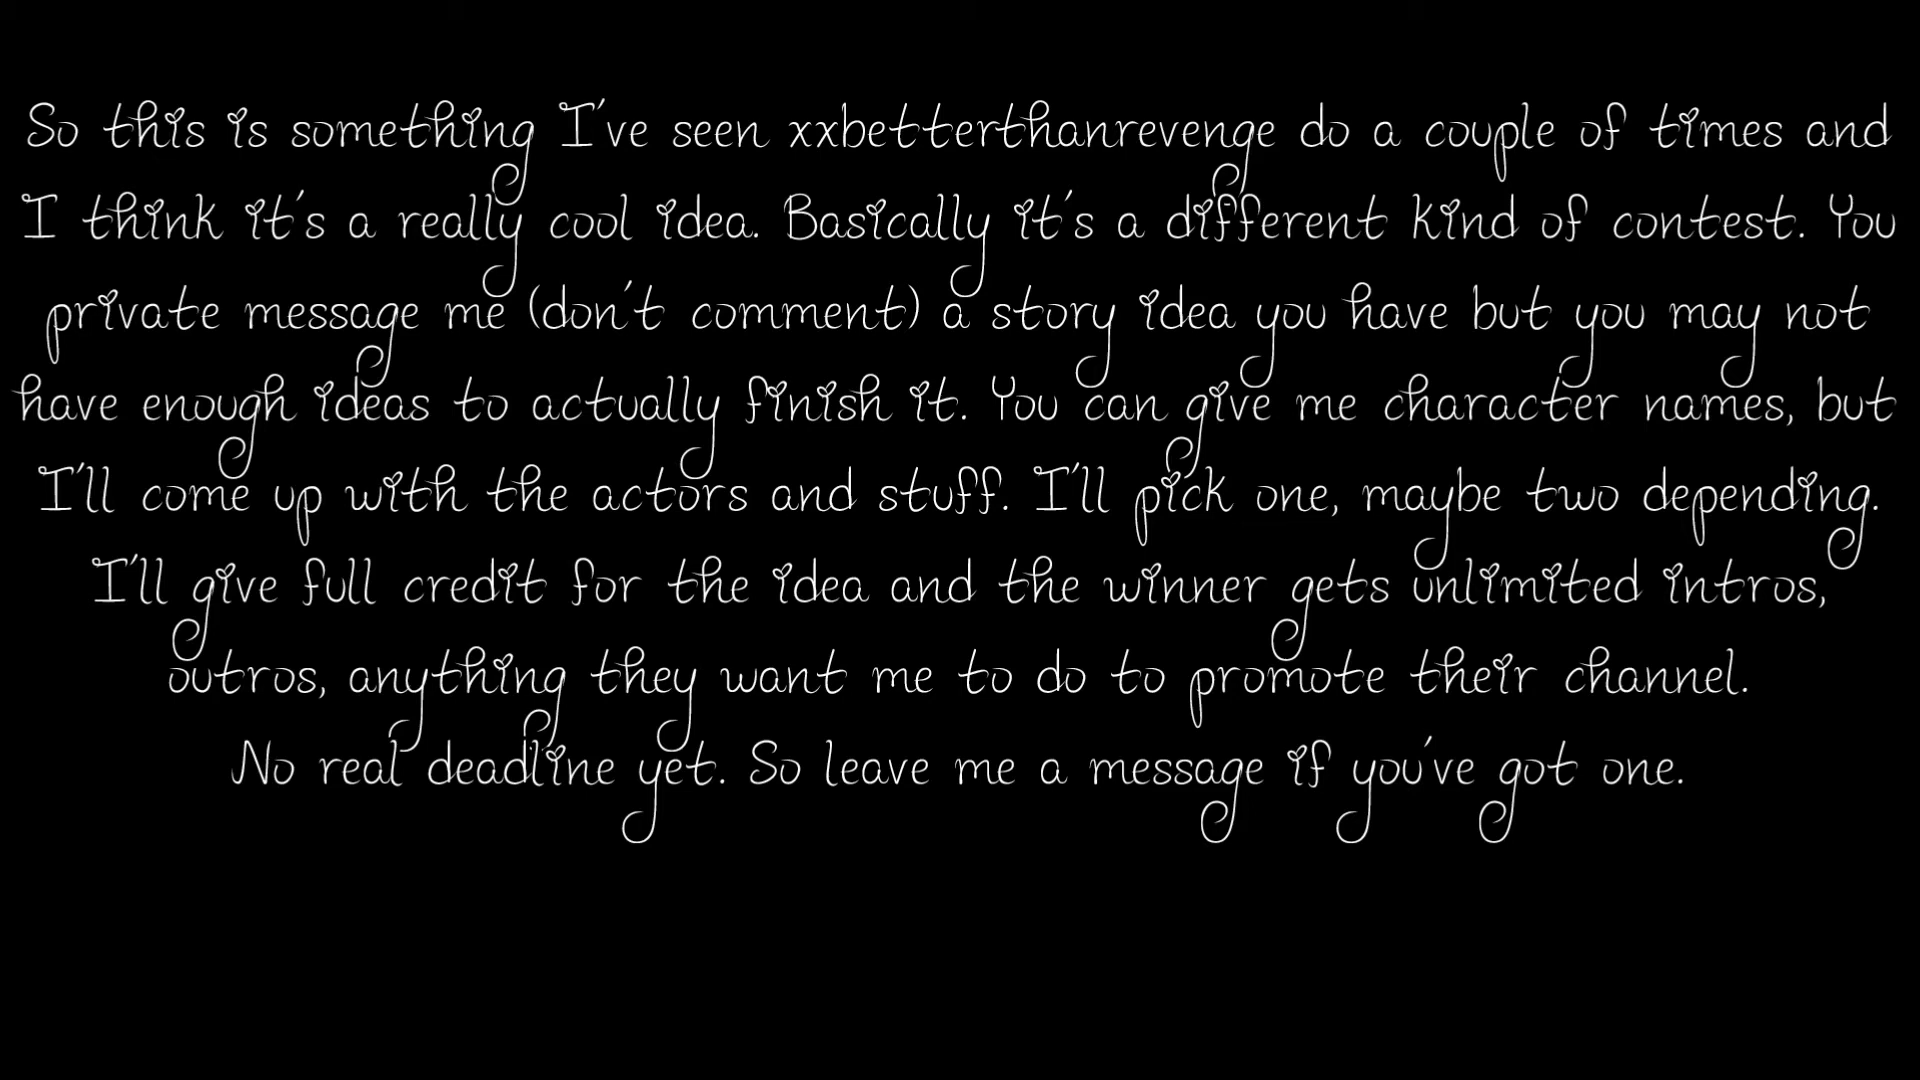 So this is something I've seen xxbetterthanrevenge do a couple of times and
I think it's a really cool idea. Basically it's a different kind of contest. You
private message me (don't comment) a story idea you have but you may not
have enough ideas to actually finish it. You can give me character names, but
I'll come up with the actors and stuff. I'll pick one, maybe two depending.
I'll give full credit for the idea and the winner gets unlimited intros,
outros, anything they want me to do to promote their channel.
No real deadline yet. So leave me a message if you've got one.